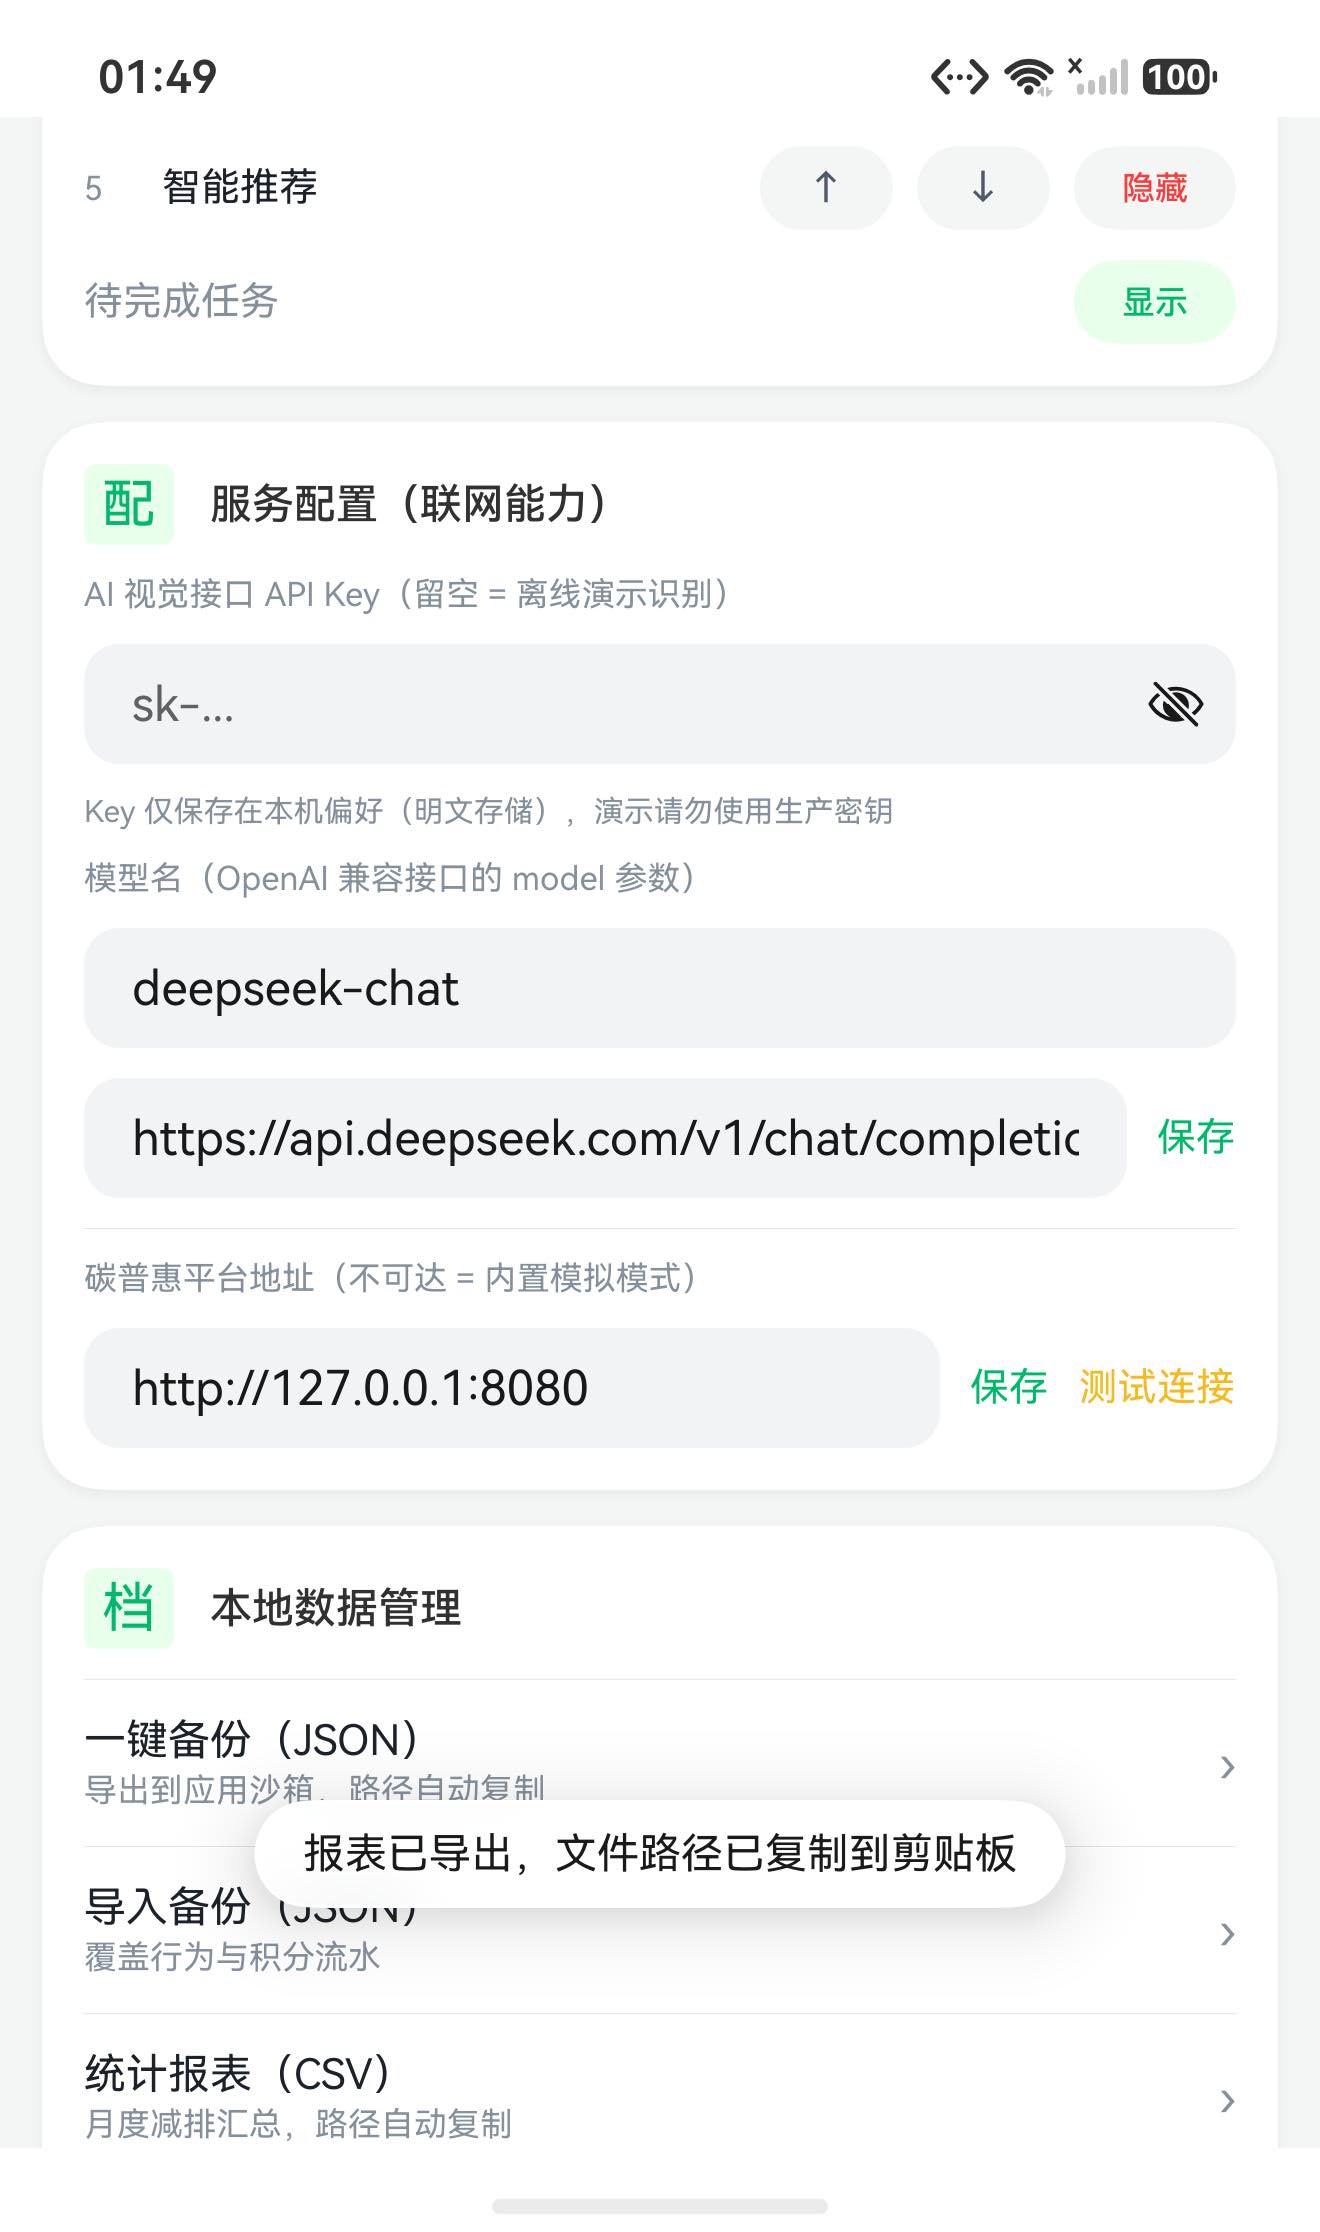 01:49
100
5 智能推荐 ↑ ↓ 隐藏
待完成任务 显示
配 服务配置（联网能力）
AI 视觉接口 API Key（留空 = 离线演示识别）
sk-...
Key 仅保存在本机偏好（明文存储），演示请勿使用生产密钥
模型名（OpenAI 兼容接口的 model 参数）
deepseek-chat
https://api.deepseek.com/v1/chat/completic 保存
碳普惠平台地址（不可达 = 内置模拟模式）
http://127.0.0.1:8080 保存 测试连接
档 本地数据管理
一键备份（JSON）
导出到应用沙箱，路径自动复制
报表已导出，文件路径已复制到剪贴板
导入备份（JSON）
覆盖行为与积分流水
统计报表（CSV）
月度减排汇总，路径自动复制